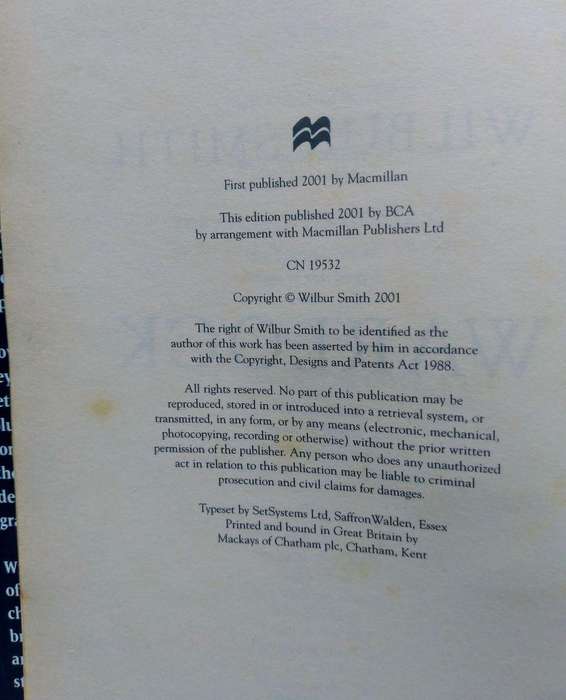 First published 2001 by Macmillan
This edition published 2001 by BCA
by arrangement with Macmillan Publishers Ltd
CN 19532
Copyright © Wilbur Smith 2001
The right of Wilbur Smith to be identified as the
author of this work has been asserted by him in accordance
with the Copyright, Designs and Patents Act 1988.
All rights reserved. No part of this publication may be
reproduced, stored in or introduced into a retrieval system, or
transmitted, in any form, or by any means (electronic, mechanical,
photocopying, recording or otherwise) without the prior written
permission of the publisher. Any person who does any unauthorized
act in relation to this publication may be liable to criminal
prosecution and civil claims for damages.
Typeset by SetSystems Ltd, SaffronWalden, Essex
Printed and bound in Great Britain by
Mackays of Chatham plc, Chatham, Kent